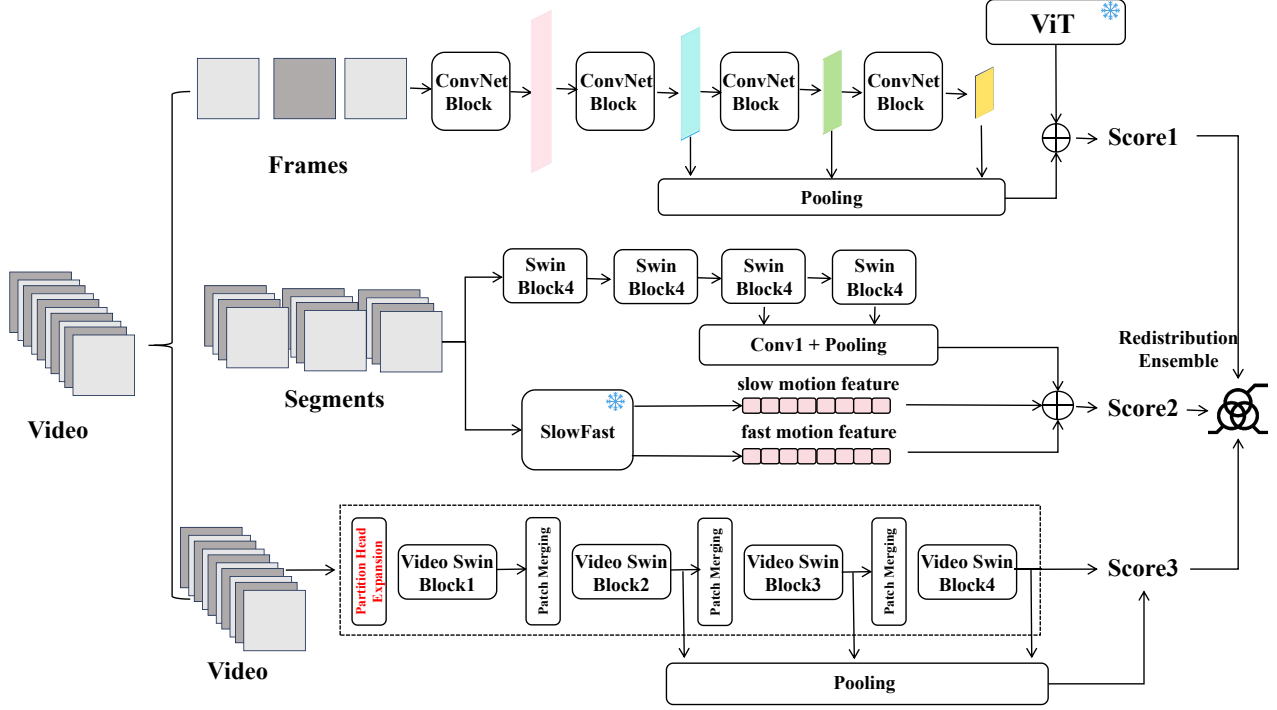 ViT
ConvNet
Block
ConvNet
Block
ConvNet
Block
ConvNet
Block
Frames
Pooling
Score1
Swin
Block4
Swin
Block4
Swin
Block4
Swin
Block4
Conv1 + Pooling
Segments
SlowFast
slow motion feature
fast motion feature
Score2
Redistribution
Ensemble
Video
Partition Head
Expansion
Video Swin
Block1
Patch Merging
Video Swin
Block2
Patch Merging
Video Swin
Block3
Patch Merging
Video Swin
Block4
Score3
Video
Pooling